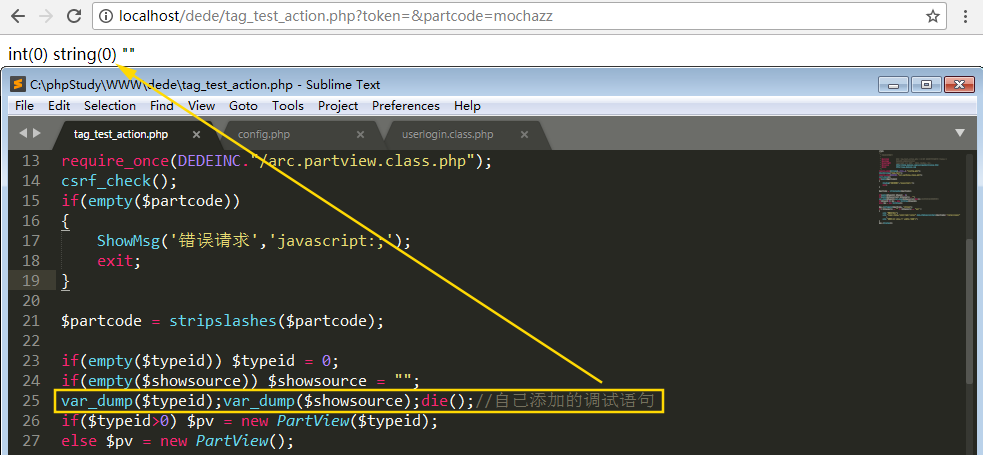 localhost/dede/tag_test_action.php?token=&partcode=mochazz
int(0) string(0) ""
C:\phpStudy\WWW\dede\tag_test_action.php - Sublime Text
File Edit Selection Find View Goto Tools Project Preferences Help
tag_test_action.php config.php userlogin.class.php
13 require_once(DEDEINC."/arc.partview.class.php");
14 csrf_check();
15 if(empty($partcode))
16 {
17 ShowMsg('错误请求','javascript:;');
18 exit;
19 }
20
21 $partcode = stripslashes($partcode);
22
23 if(empty($typeid)) $typeid = 0;
24 if(empty($showsource)) $showsource = "";
25 var_dump($typeid);var_dump($showsource);die();//自己添加的调试语句
26 if($typeid>0) $pv = new PartView($typeid);
27 else $pv = new PartView();